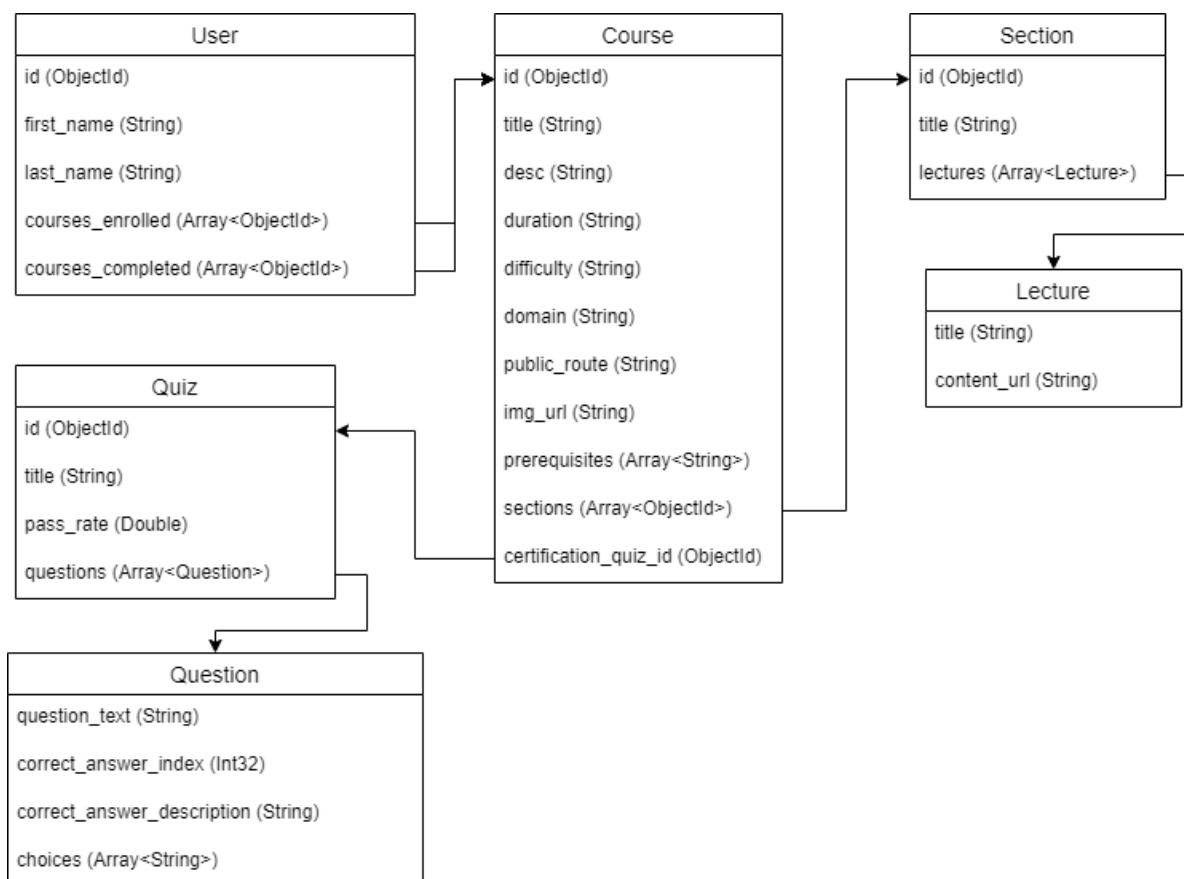 User
id (ObjectId)
first_name (String)
last_name (String)
courses_enrolled (Array<ObjectId>)
courses_completed (Array<ObjectId>)
Course
id (ObjectId)
title (String)
desc (String)
duration (String)
difficulty (String)
domain (String)
public_route (String)
img_url (String)
prerequisites (Array<String>)
sections (Array<ObjectId>)
certification_quiz_id (ObjectId)
Section
id (ObjectId)
title (String)
lectures (Array<Lecture>)
Lecture
title (String)
content_url (String)
Quiz
id (ObjectId)
title (String)
pass_rate (Double)
questions (Array<Question>)
Question
question_text (String)
correct_answer_index (Int32)
correct_answer_description (String)
choices (Array<String>)